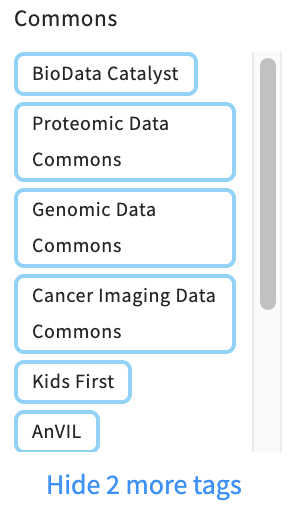 Commons
BioData Catalyst
Proteomic Data
Commons
Genomic Data
Commons
Cancer Imaging Data
Commons
Kids First
AnVIL
Hide 2 more tags